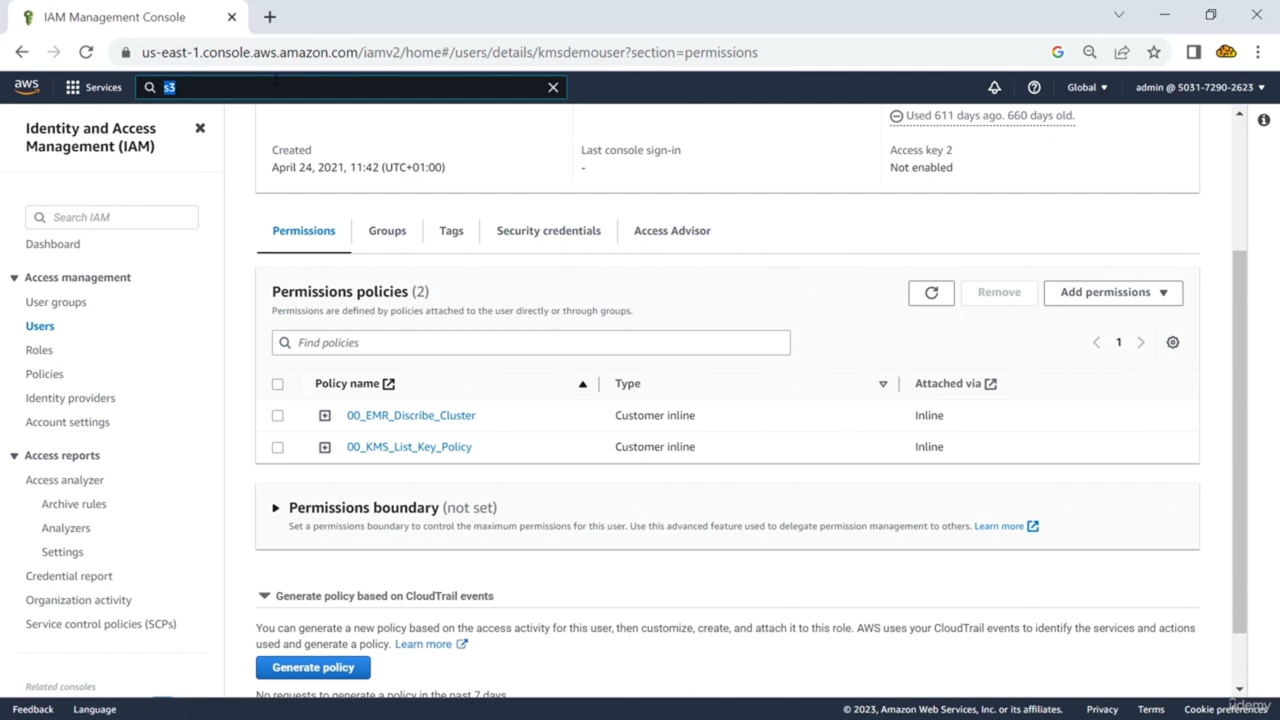 IAM Management Console
us-east-1.console.aws.amazon.com/iamv2/home#/users/details/kmsdemouser?section=permissions
aws
Services
s3
Global
admin @ 5031-7290-2623
Identity and Access
Management (IAM)
Search IAM
Dashboard
Access management
User groups
Users
Roles
Policies
Identity providers
Account settings
Access reports
Access analyzer
Archive rules
Analyzers
Settings
Credential report
Organization activity
Service control policies (SCPs)
Related consoles
Used 611 days ago. 660 days old.
Created
April 24, 2021, 11:42 (UTC+01:00)
Last console sign-in
-
Access key 2
Not enabled
Permissions
Groups
Tags
Security credentials
Access Advisor
Permissions policies (2)
Permissions are defined by policies attached to the user directly or through groups.
Remove
Add permissions
Find policies
1
Policy name
Type
Attached via
00_EMR_Discribe_Cluster
Customer inline
Inline
00_KMS_List_Key_Policy
Customer inline
Inline
Permissions boundary (not set)
Set a permissions boundary to control the maximum permissions for this user. Use this advanced feature used to delegate permission management to others. Learn more
Generate policy based on CloudTrail events
You can generate a new policy based on the access activity for this user, then customize, create, and attach it to this role. AWS uses your CloudTrail events to identify the services and actions
used and generate a policy. Learn more
Generate policy
No requests to generate a policy in the past 7 days.
Feedback
Language
© 2023, Amazon Web Services, Inc. or its affiliates.
Privacy
Terms
Cookie preferences
ûdemy